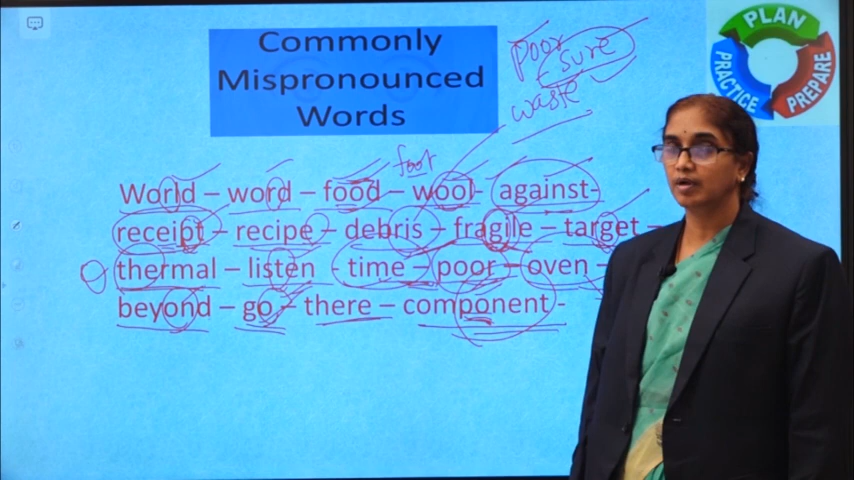 Commonly
Mispronounced
Words
poor sure
waste
foot
World – word – food – wool- against-
receipt – recipe – debris – fragile – target –
thermal – listen - time – poor – oven –
beyond – go – there – component -
PLAN
PREPARE
PRACTICE